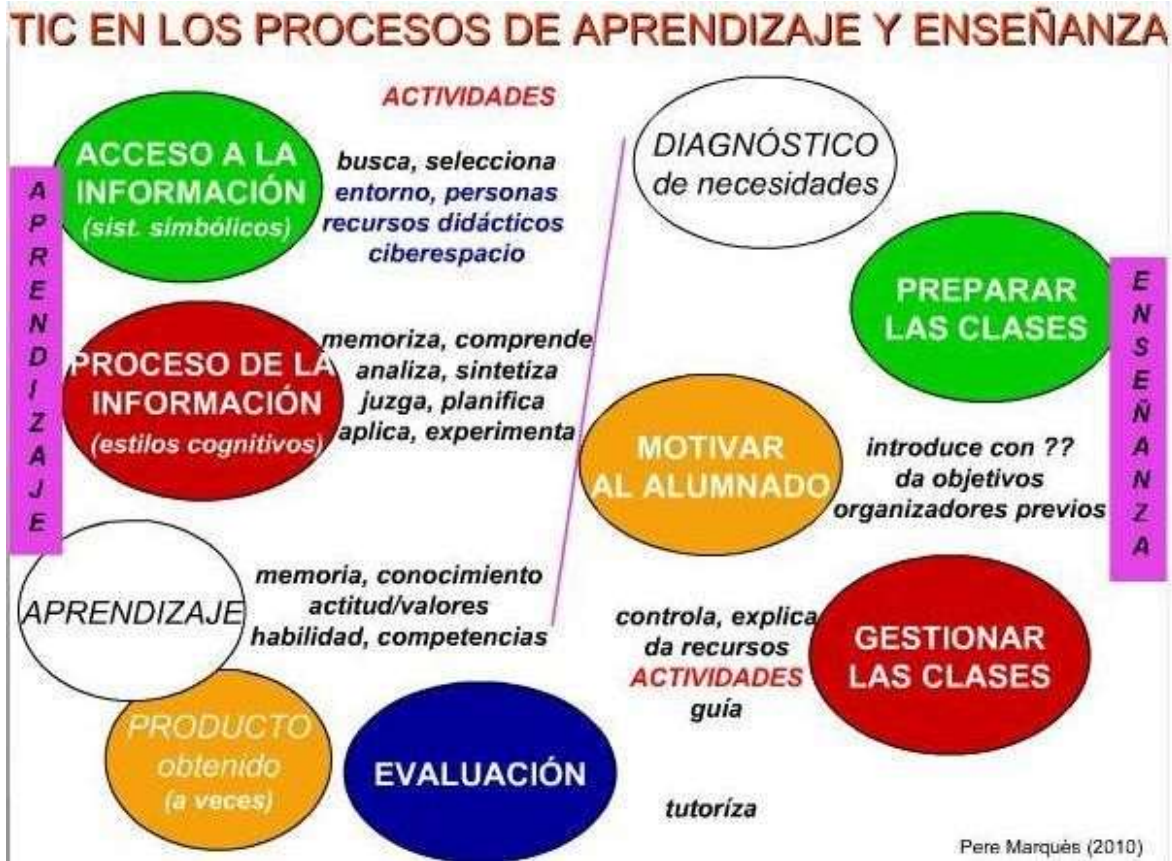 TIC EN LOS PROCESOS DE APRENDIZAJE Y ENSEÑANZA
ACTIVIDADES
APRENDIZAJE
ACCESO A LA
INFORMACIÓN
(sist. simbólicos)
busca, selecciona
entorno, personas
recursos didácticos
ciberespacio
PROCESO DE LA
INFORMACIÓN
(estilos cognitivos)
memoriza, comprende
analiza, sintetiza
juzga, planifica
aplica, experimenta
APRENDIZAJE
memoria, conocimiento
actitud/valores
habilidad, competencias
PRODUCTO
obtenido
(a veces)
EVALUACIÓN
DIAGNÓSTICO
de necesidades
PREPARAR
LAS CLASES
ENSEÑANZA
MOTIVAR
AL ALUMNADO
introduce con ??
da objetivos
organizadores previos
controla, explica
da recursos
ACTIVIDADES
guía
GESTIONAR
LAS CLASES
tutoríza
Pere Marquès (2010)